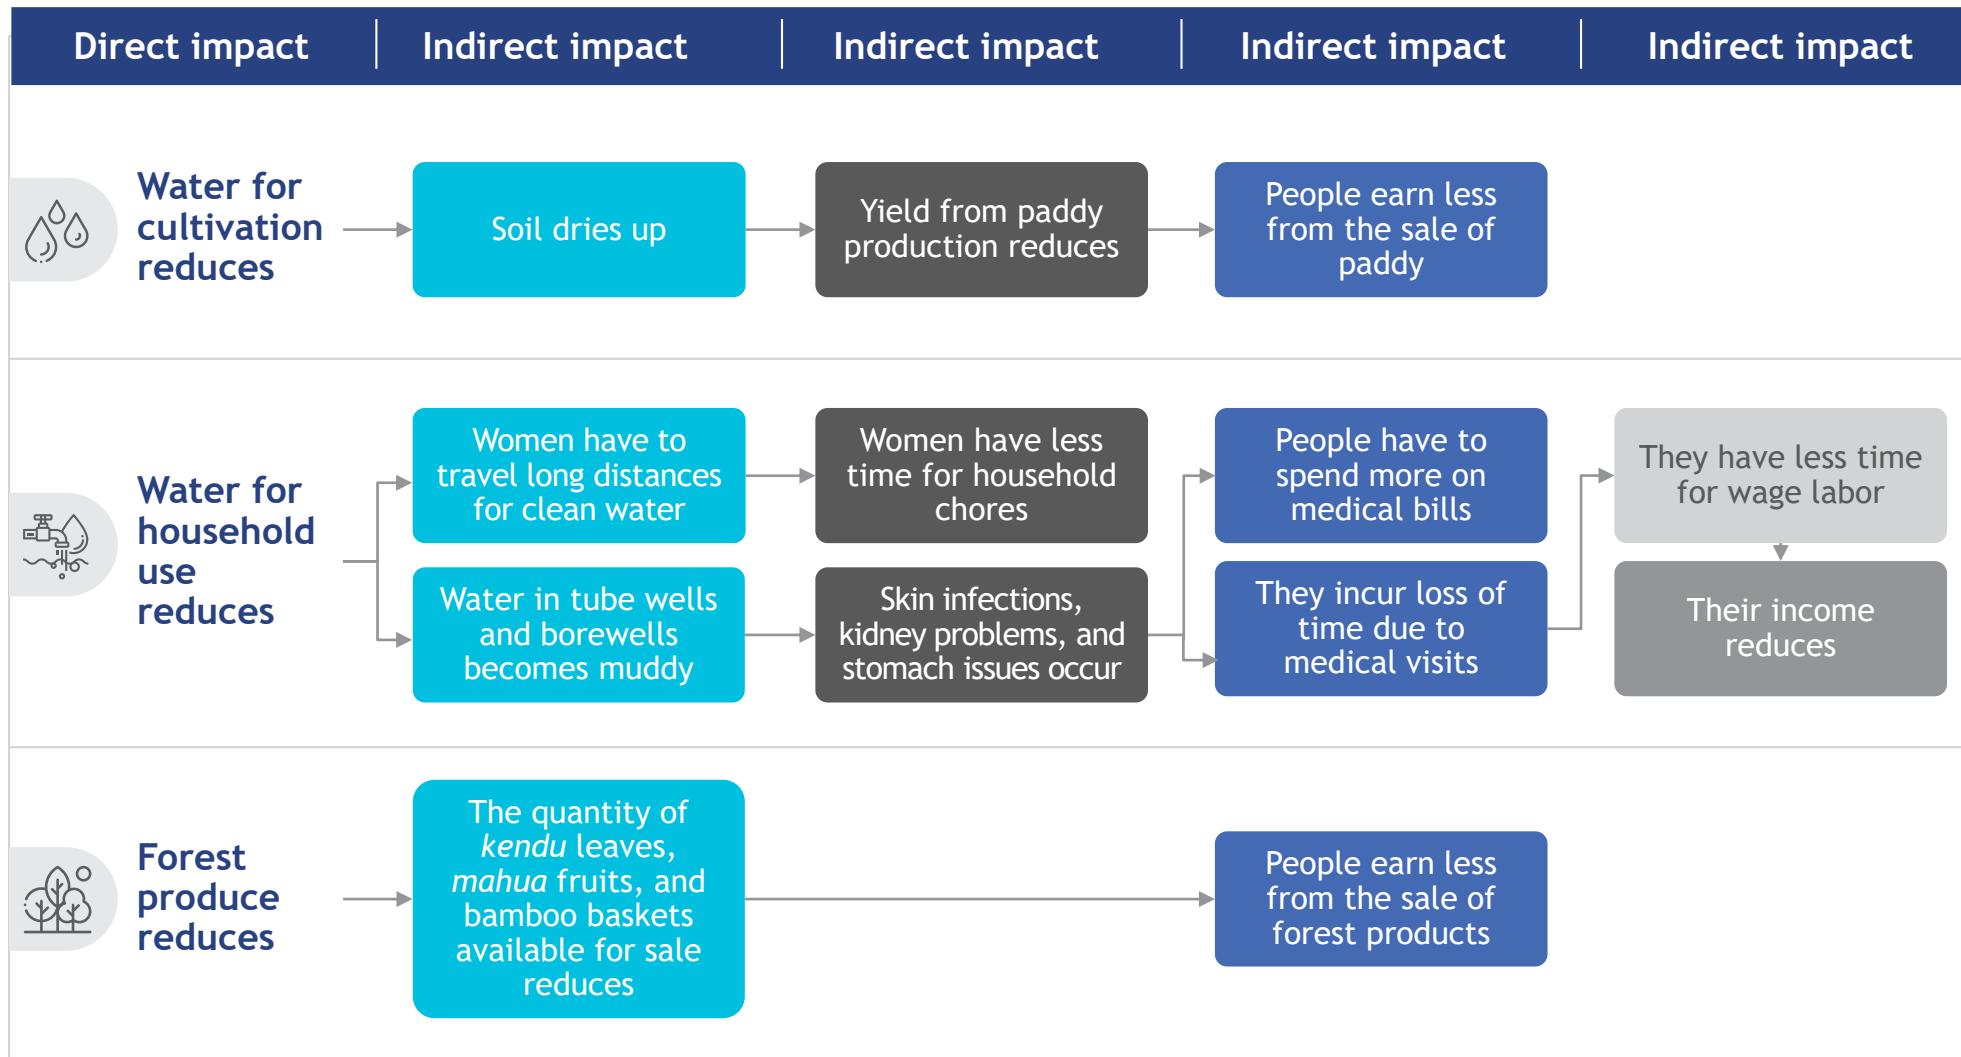 Direct impact
Indirect impact
Indirect impact
Indirect impact
Indirect impact
Water for
cultivation
reduces
Soil dries up
Yield from paddy
production reduces
People earn less
from the sale of
paddy
Water for
household
use
reduces
Women have to
travel long distances
for clean water
Women have less
time for household
chores
People have to
spend more on
medical bills
They have less time
for wage labor
Water in tube wells
and borewells
becomes muddy
Skin infections,
kidney problems, and
stomach issues occur
They incur loss of
time due to
medical visits
Their income
reduces
Forest
produce
reduces
The quantity of
kendu leaves,
mahua fruits, and
bamboo baskets
available for sale
reduces
People earn less
from the sale of
forest products